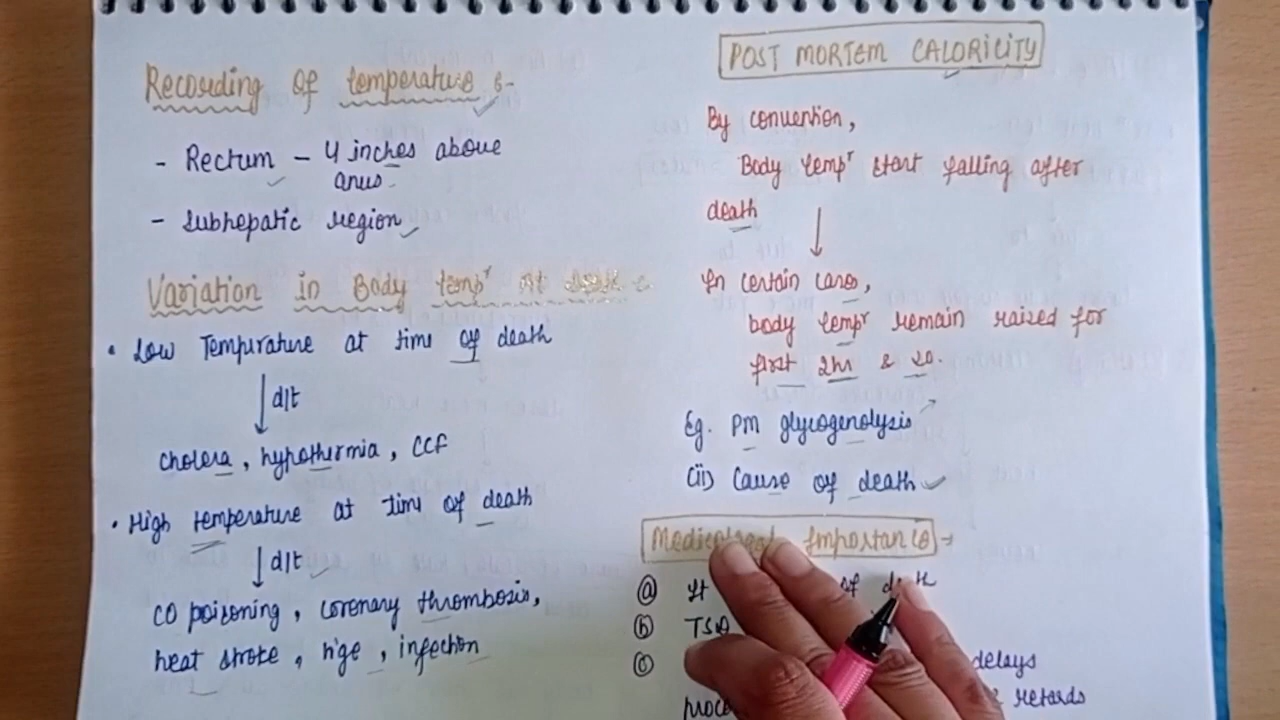 Recording Of temperature :-
- Rectum - 4 inches above
anus.
- Subhepatic region
Variation in Body tempr At
• Low Temperature at time of death
↓ d/t
cholera, hypothermia, CCF
• High temperature at time of death
↓ d/t
CO poisoning, coronary thrombosis,
heat stroke, infection
POST MORTEM CALORICITY
By convention,
Body tempr start falling after
death
↓
In certain cases,
body tempr remain raised for
first 2hr & so.
Eg. PM glycogenolysis
(ii) Cause of death
Importance
(a) It of death
(b) TSD
(c) delays
retards